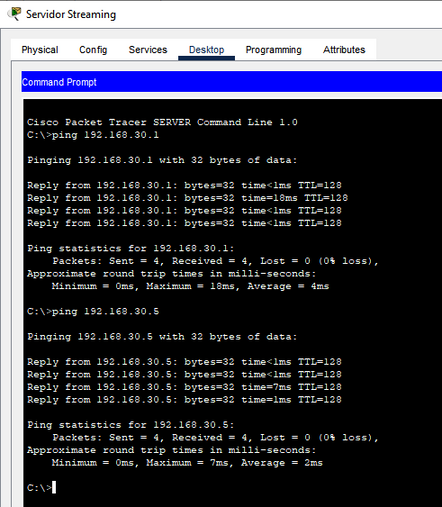 Servidor Streaming
Physical Config Services Desktop Programming Attributes
Command Prompt
Cisco Packet Tracer SERVER Command Line 1.0
C:\>ping 192.168.30.1
Pinging 192.168.30.1 with 32 bytes of data:
Reply from 192.168.30.1: bytes=32 time<1ms TTL=128
Reply from 192.168.30.1: bytes=32 time=18ms TTL=128
Reply from 192.168.30.1: bytes=32 time<1ms TTL=128
Reply from 192.168.30.1: bytes=32 time<1ms TTL=128
Ping statistics for 192.168.30.1:
Packets: Sent = 4, Received = 4, Lost = 0 (0% loss),
Approximate round trip times in milli-seconds:
Minimum = 0ms, Maximum = 18ms, Average = 4ms
C:\>ping 192.168.30.5
Pinging 192.168.30.5 with 32 bytes of data:
Reply from 192.168.30.5: bytes=32 time<1ms TTL=128
Reply from 192.168.30.5: bytes=32 time<1ms TTL=128
Reply from 192.168.30.5: bytes=32 time=7ms TTL=128
Reply from 192.168.30.5: bytes=32 time=1ms TTL=128
Ping statistics for 192.168.30.5:
Packets: Sent = 4, Received = 4, Lost = 0 (0% loss),
Approximate round trip times in milli-seconds:
Minimum = 0ms, Maximum = 7ms, Average = 2ms
C:\>